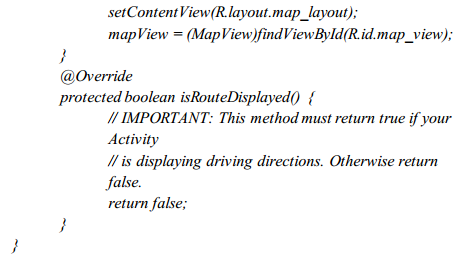 setContentView(R.layout.map_layout);
mapView = (MapView)findViewById(R.id.map_view);
}
@Override
protected boolean isRouteDisplayed() {
// IMPORTANT: This method must return true if your
Activity
// is displaying driving directions. Otherwise return
false.
return false;
}
}